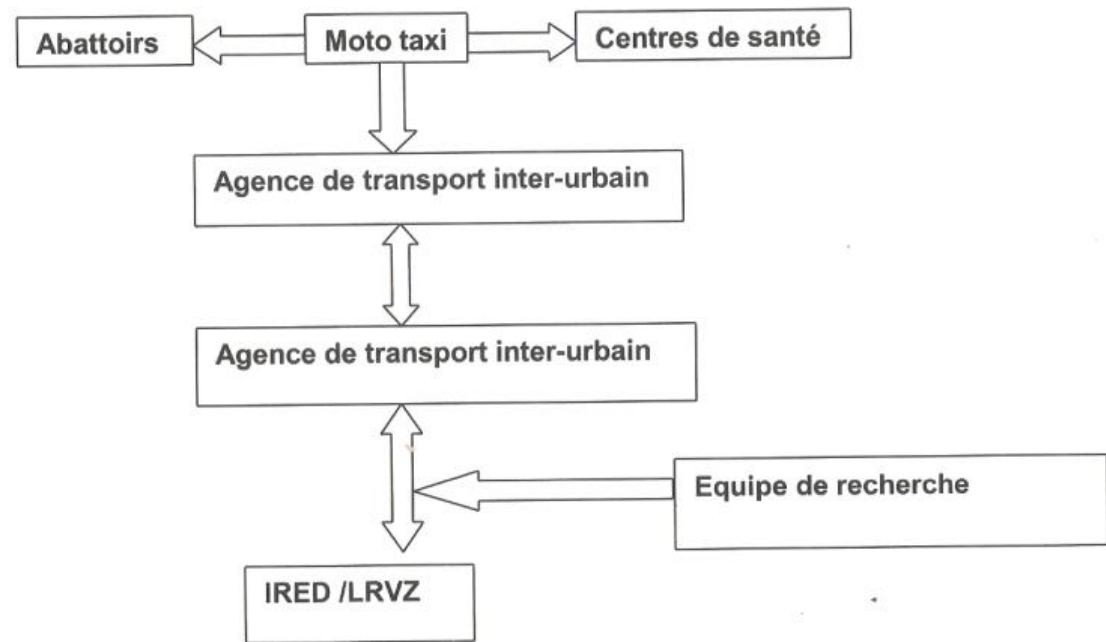 Abattoirs
Moto taxi
Centres de santé
Agence de transport inter-urbain
Agence de transport inter-urbain
Equipe de recherche
IRED /LRVZ